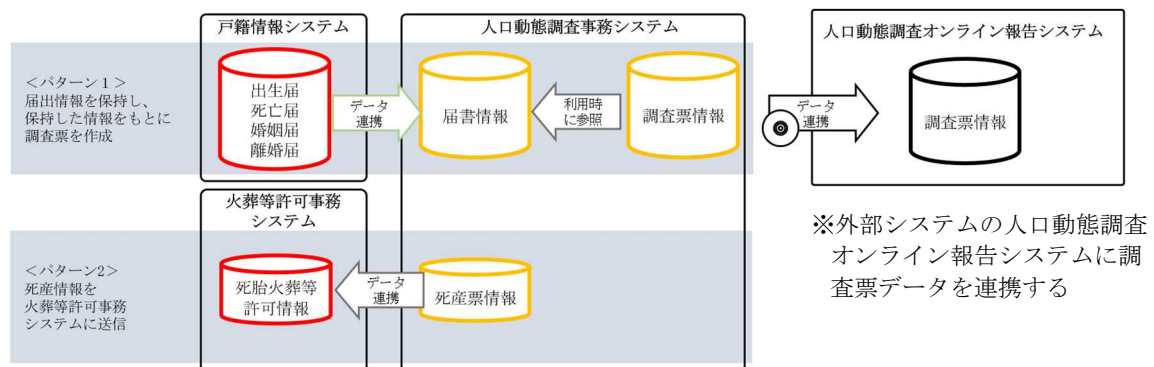 戸籍情報システム
人口動態調査事務システム
人口動態調査オンライン報告システム
＜パターン１＞
届出情報を保持し、
保持した情報をもとに
調査票を作成
出生届
死亡届
婚姻届
離婚届
データ
連携
届書情報
利用時
に参照
調査票情報
データ
連携
調査票情報
火葬等許可事務
システム
＜パターン2＞
死産情報を
火葬等許可事務
システムに送信
死胎火葬等
許可情報
データ
連携
死産票情報
※外部システムの人口動態調査
オンライン報告システムに調
査票データを連携する